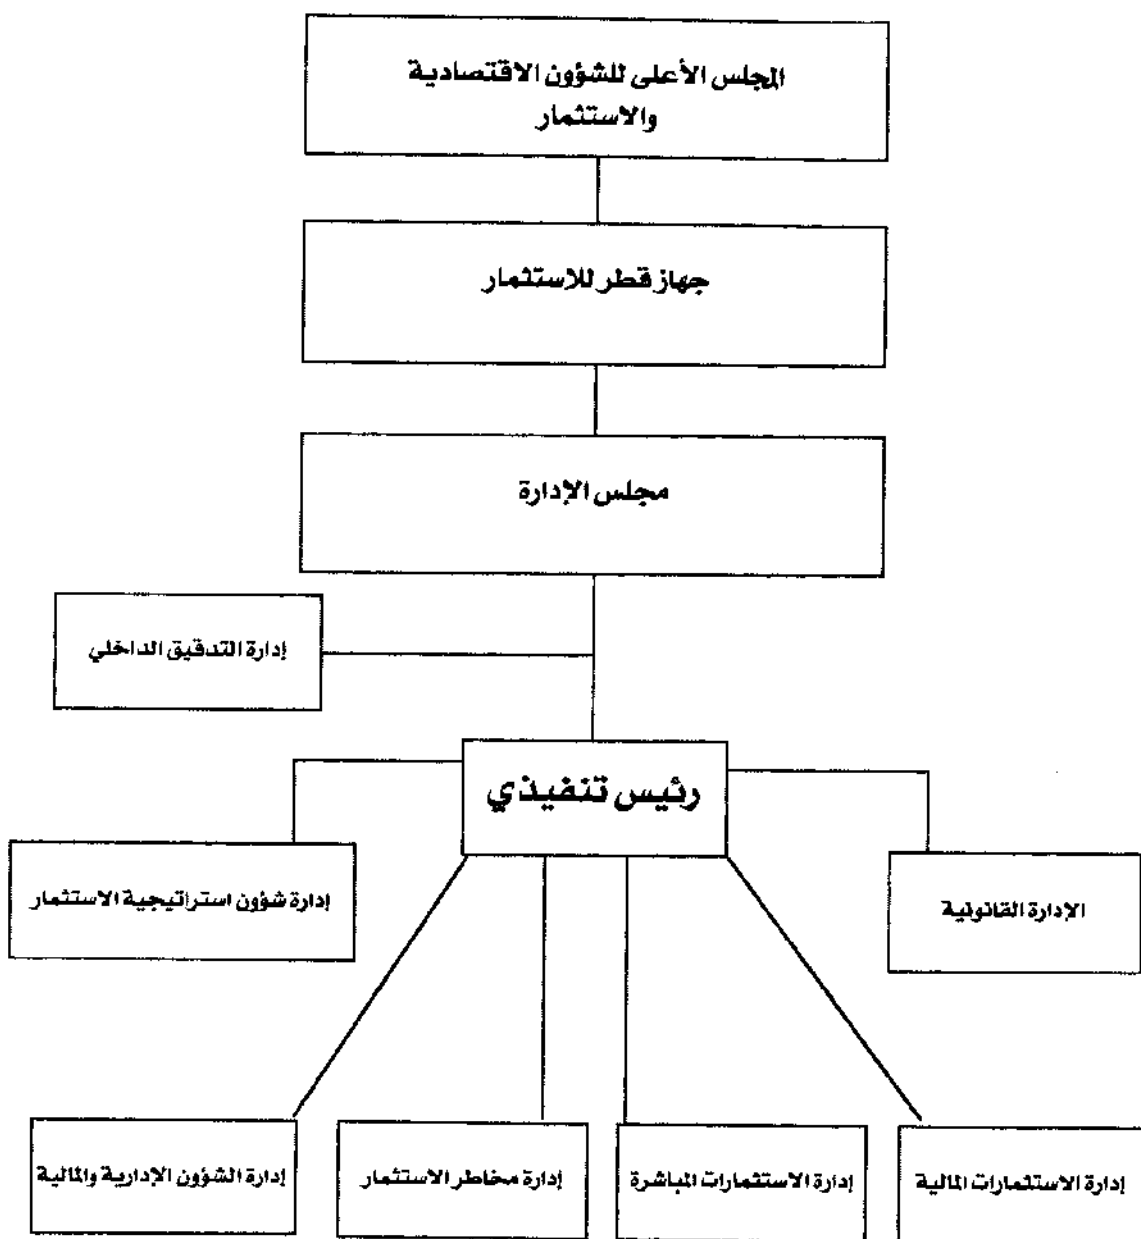 المجلس الأعلى للشؤون الاقتصادية
والاستثمار
جهاز قطر للاستثمار
مجلس الإدارة
إدارة التدقيق الداخلي
رئيس تنفيذي
الإدارة القانونية
إدارة شؤون استراتيجية الاستثمار
إدارة الاستثمارات المالية
إدارة الاستثمارات المباشرة
إدارة مخاطر الاستثمار
إدارة الشؤون الإدارية والمالية